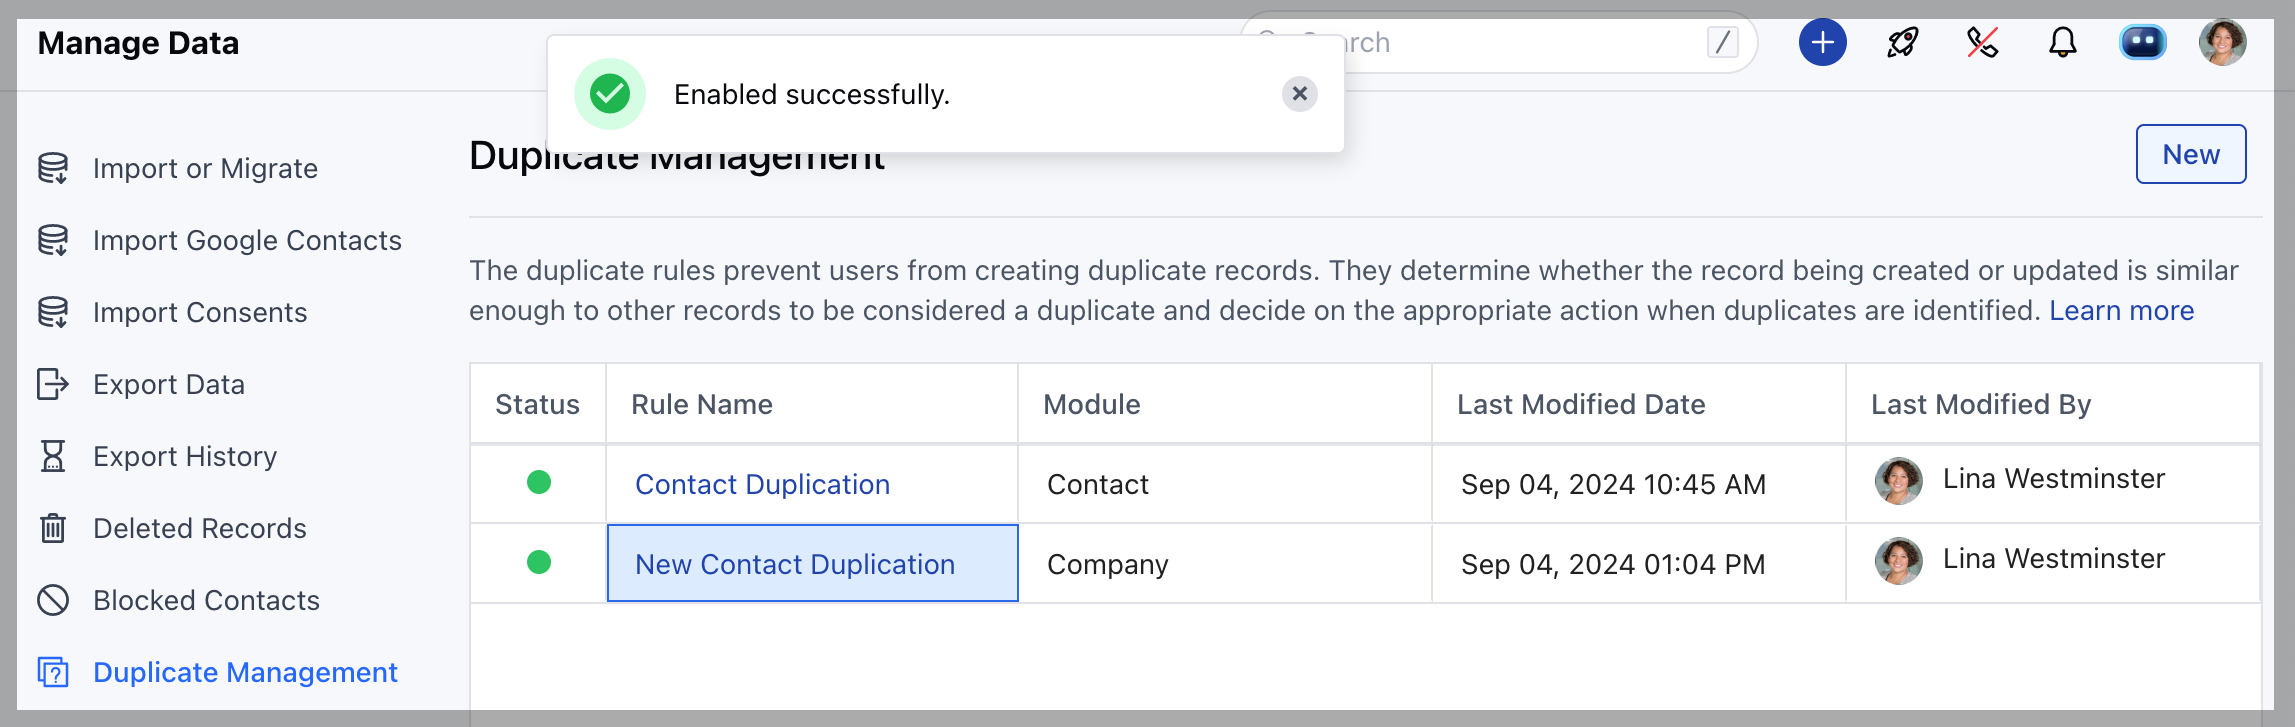 Manage Data
Search
/
Enabled successfully.
Duplicate Management
New
Import or Migrate
Import Google Contacts
Import Consents
Export Data
Export History
Deleted Records
Blocked Contacts
Duplicate Management
The duplicate rules prevent users from creating duplicate records. They determine whether the record being created or updated is similar
enough to other records to be considered a duplicate and decide on the appropriate action when duplicates are identified. Learn more
Status Rule Name Module Last Modified Date Last Modified By
Contact Duplication Contact Sep 04, 2024 10:45 AM Lina Westminster
New Contact Duplication Company Sep 04, 2024 01:04 PM Lina Westminster